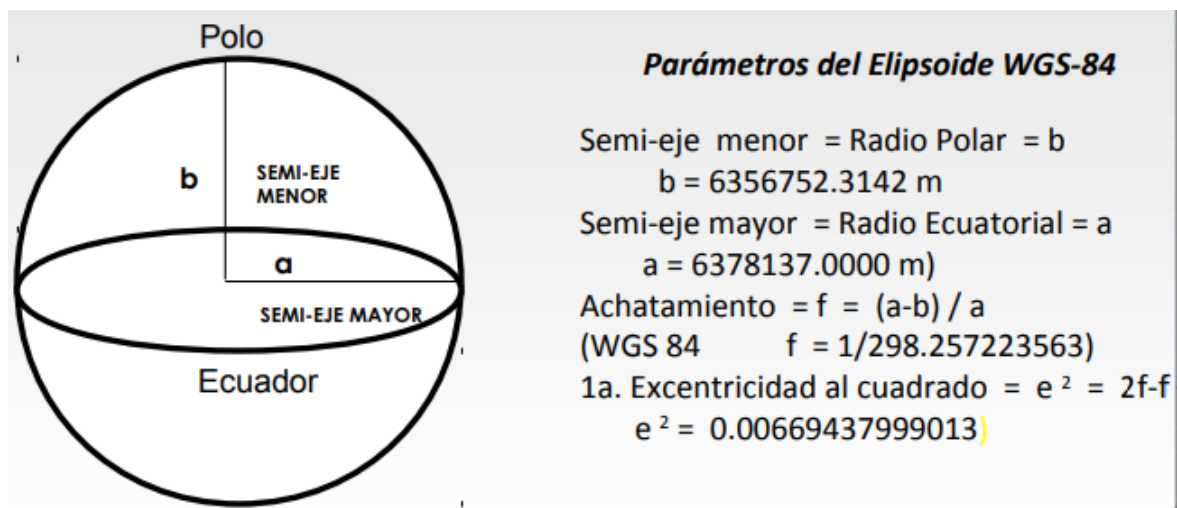 Polo
b
SEMI-EJE
MENOR
a
SEMI-EJE MAYOR
Ecuador
Parámetros del Elipsoide WGS-84
Semi-eje menor = Radio Polar = b
b = 6356752.3142 m
Semi-eje mayor = Radio Ecuatorial = a
a = 6378137.0000 m)
Achatamiento = f = (a-b) / a
(WGS 84 f = 1/298.257223563)
1a. Excentricidad al cuadrado = e ² = 2f-f
e ² = 0.00669437999013)